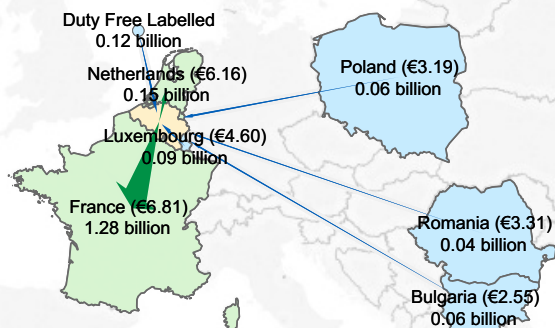 Duty Free Labelled
0.12 billion
Netherlands (€6.16)
0.15 billion
Poland (€3.19)
0.06 billion
Luxembourg (€4.60)
0.09 billion
France (€6.81)
1.28 billion
Romania (€3.31)
0.04 billion
Bulgaria (€2.55)
0.06 billion